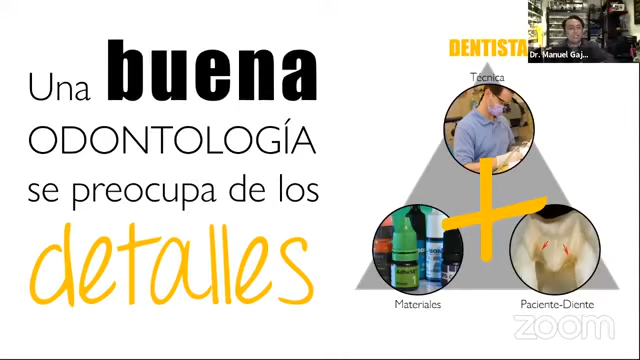 Una buena
ODONTOLOGÍA
se preocupa de los
detalles
DENTISTA
Técnica
Materiales
Paciente-Diente
Dr. Manuel Gaj...
zoom